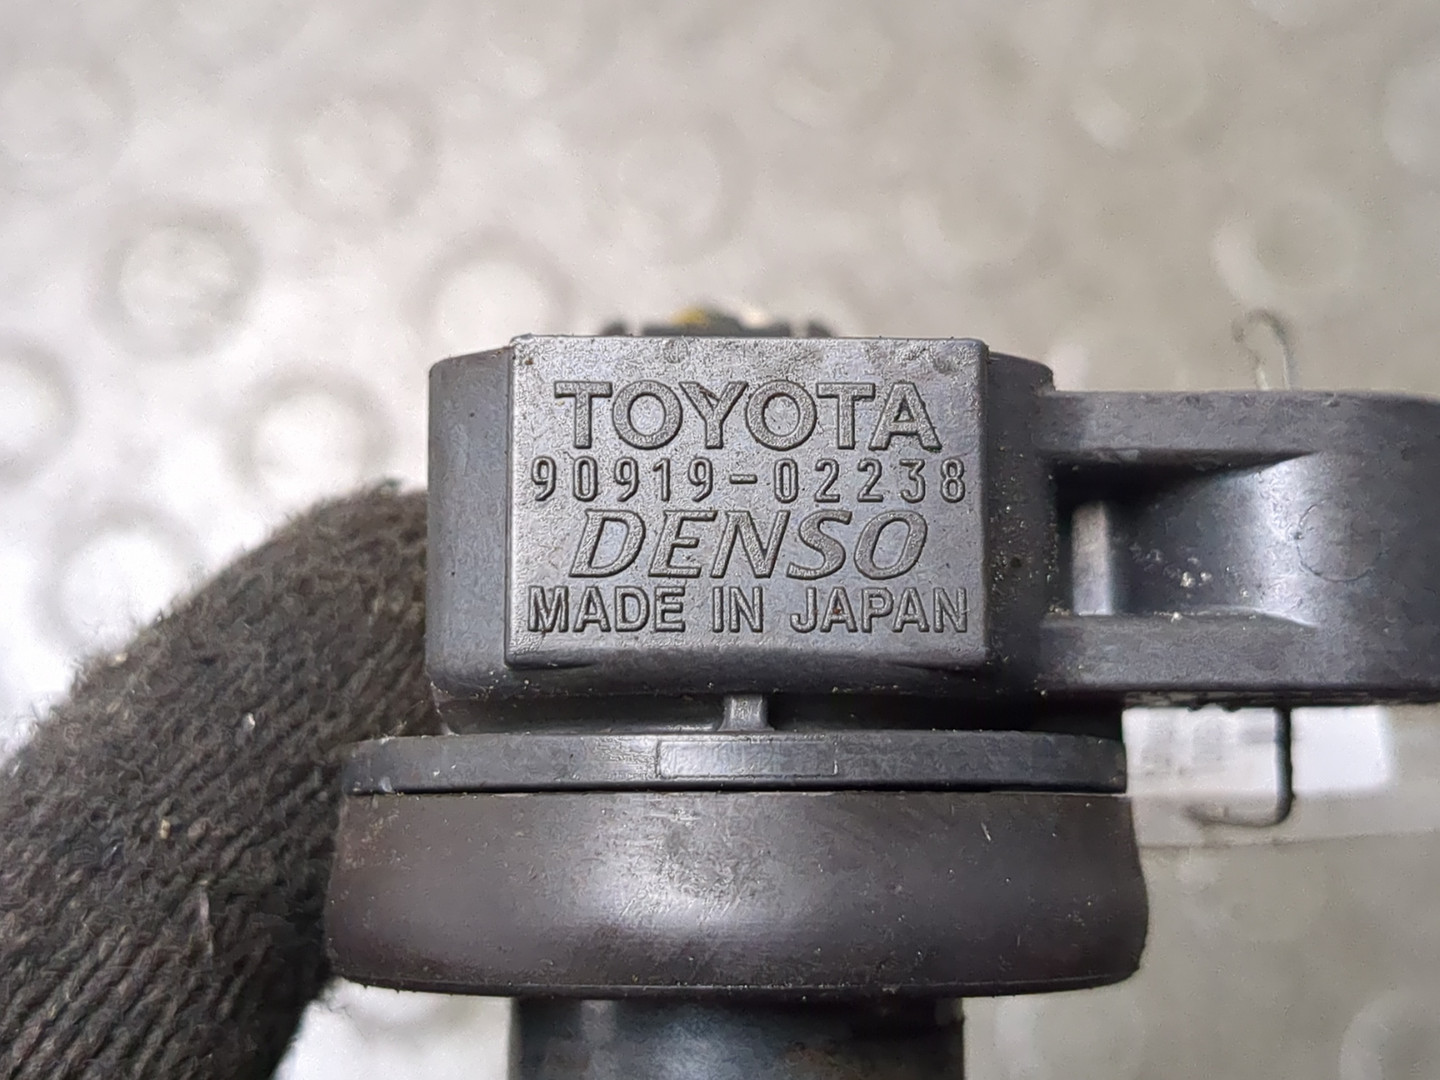 TOYOTA
90919-02238
DENSO
MADE IN JAPAN